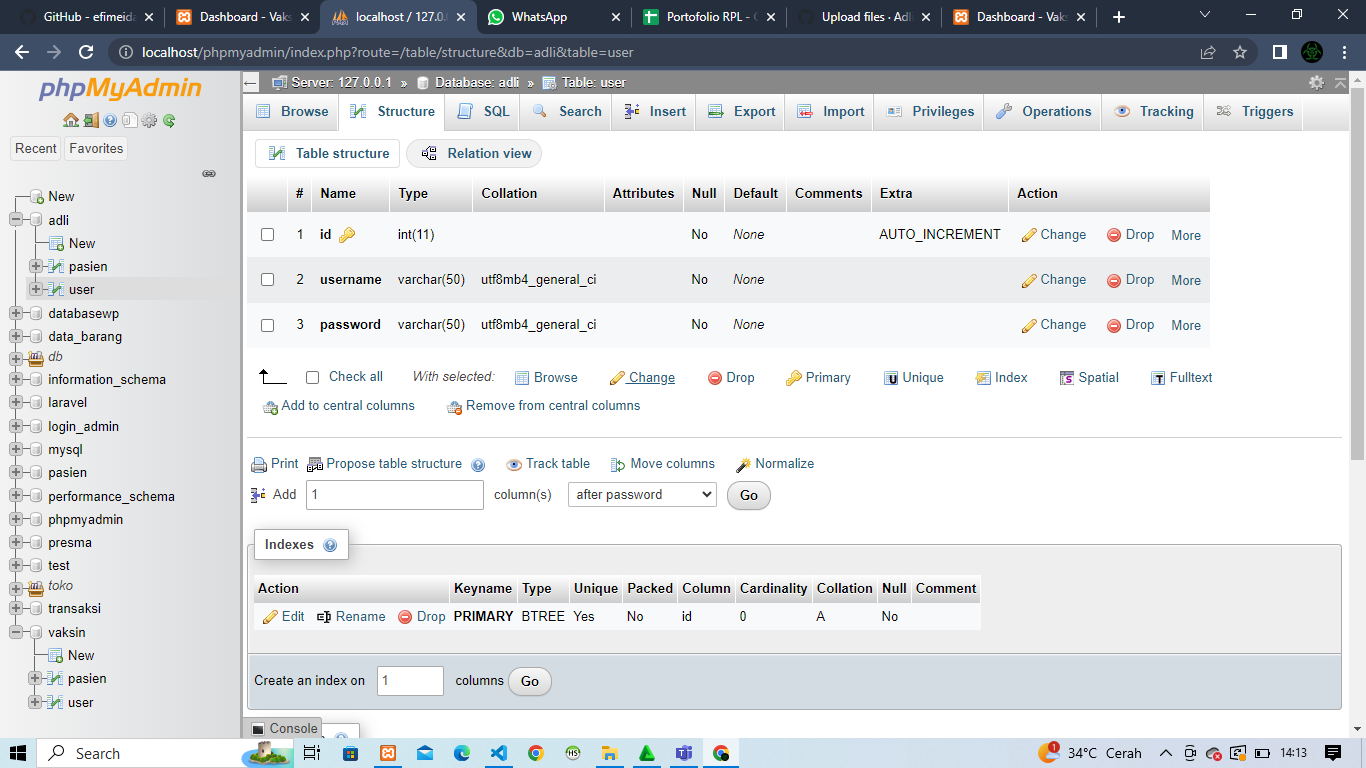 GitHub - efimeida
Dashboard - Vaks
localhost / 127.0.
WhatsApp
Portofolio RPL - G
Upload files · Adl
Dashboard - Vaks
localhost/phpmyadmin/index.php?route=/table/structure&db=adli&table=user
phpMyAdmin
Recent Favorites
New
adli
New
pasien
user
databasewp
data_barang
db
information_schema
laravel
login_admin
mysql
pasien
performance_schema
phpmyadmin
presma
test
toko
transaksi
vaksin
New
pasien
user
Server: 127.0.0.1 » Database: adli » Table: user
Browse Structure SQL Search Insert Export Import Privileges Operations Tracking Triggers
Table structure Relation view
# Name Type Collation Attributes Null Default Comments Extra Action
1 id int(11) No None AUTO_INCREMENT Change Drop More
2 username varchar(50) utf8mb4_general_ci No None Change Drop More
3 password varchar(50) utf8mb4_general_ci No None Change Drop More
Check all With selected: Browse Change Drop Primary Unique Index Spatial Fulltext
Add to central columns Remove from central columns
Print Propose table structure Track table Move columns Normalize
Add 1 column(s) after password Go
Indexes
Action Keyname Type Unique Packed Column Cardinality Collation Null Comment
Edit Rename Drop PRIMARY BTREE Yes No id 0 A No
Create an index on 1 columns Go
Console
Search
34°C Cerah
14:13